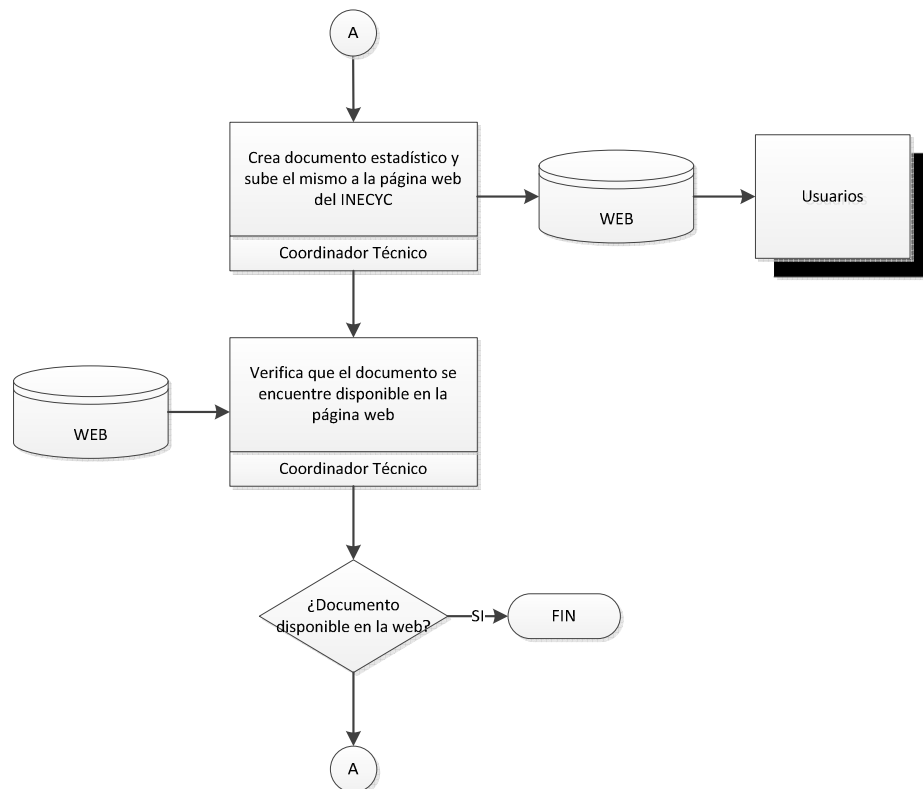 A
Crea documento estadístico y
sube el mismo a la página web
del INECYC
Coordinador Técnico
WEB
Usuarios
Verifica que el documento se
encuentre disponible en la
página web
Coordinador Técnico
WEB
¿Documento
disponible en la web?
SI
FIN
A